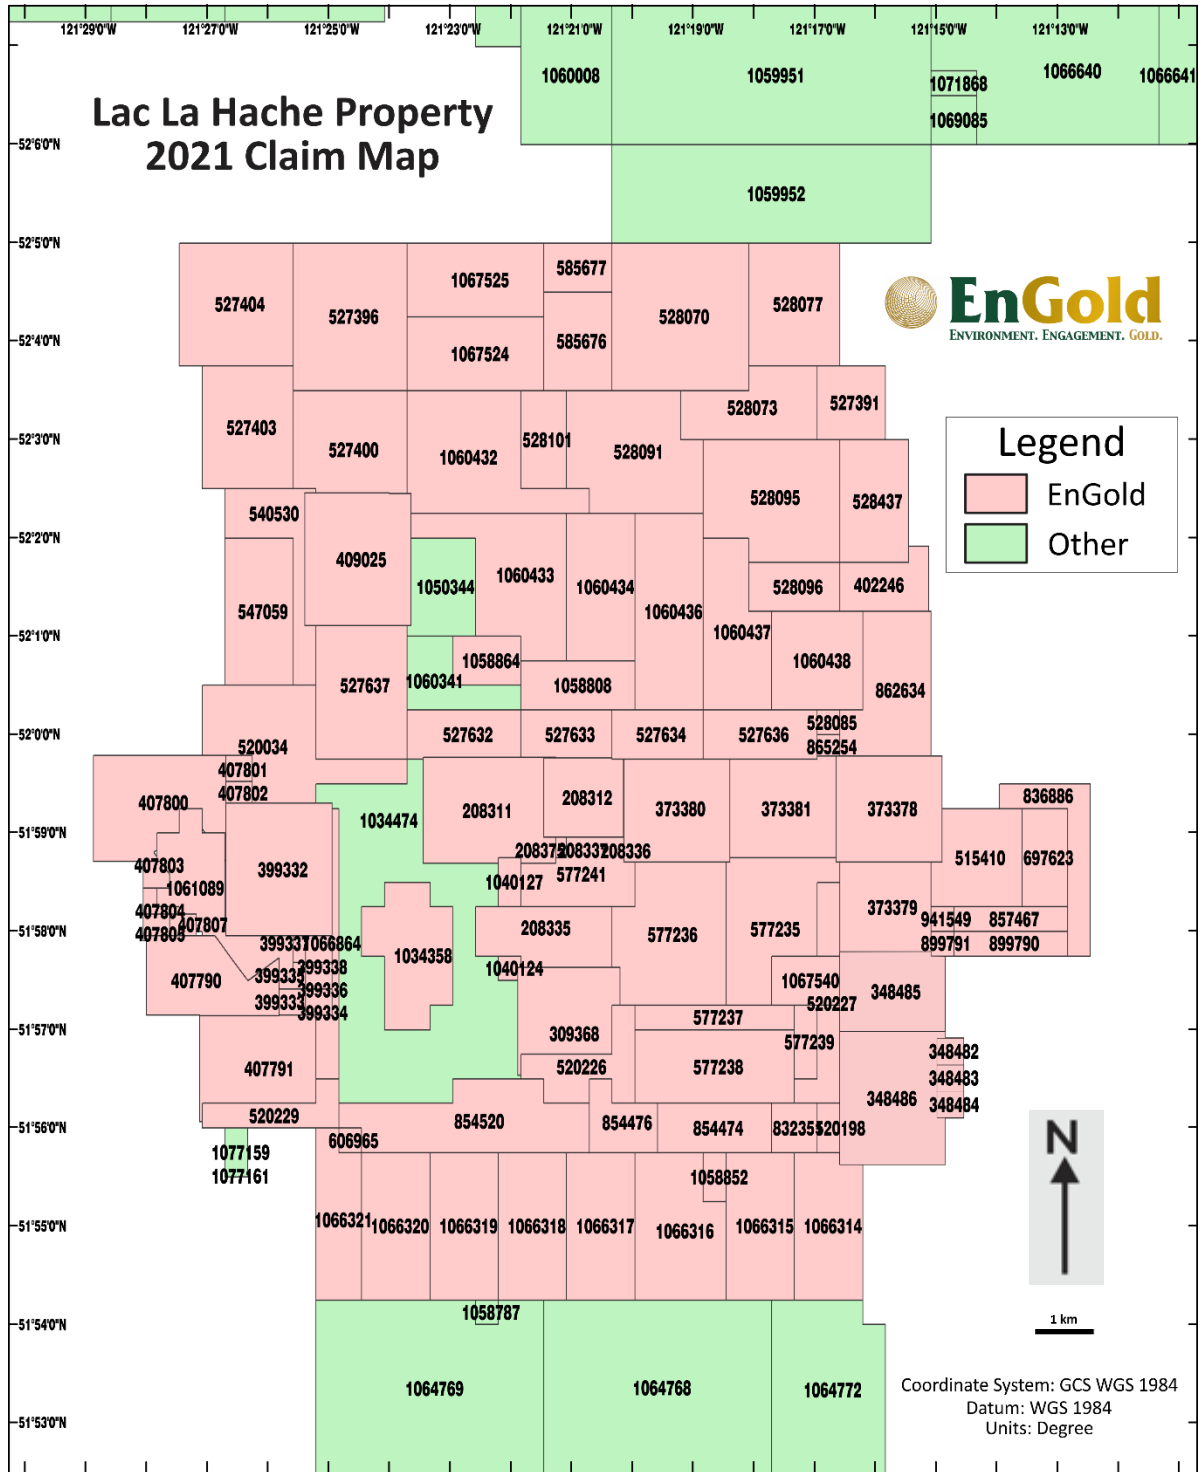 121°29'0"W 121°27'0"W 121°25'0"W 121°23'0"W 121°21'0"W 121°19'0"W 121°17'0"W 121°15'0"W 121°13'0"W
1060008 1059951 1066640 1066641
1071868
Lac La Hache Property
1069085
52°6'0"N
2021 Claim Map
1059952
52°5'0"N
1067525 585677
527404 527396 528070 528077
EnGold
ENVIRONMENT. ENGAGEMENT. GOLD.
52°4'0"N
1067524 585676
527403 527400 1060432 528101 528091 528073 527391
52°3'0"N
Legend
EnGold
Other
528095 528437
540530
52°2'0"N
409025 1050344 1060433 1060434 528096 402246
547059 1060436 1060437 1060438
52°1'0"N
1058864
527637 1060341 1058808 862634
52°0'0"N
527632 527633 527634 527636 528085
865254
520034
407801
407802
407800 1034474 208311 208312 373380 373381 373378 836886
51°59'0"N
208336
407803 399332 1040127 577241 515410 697623
1061089
407804 407807
407805
373379 941549 857467
51°58'0"N
208335 577236 577235 899791 899790
399337 1066864
399338
399335 1034358 1040124
407790 399336
399333 399334
1067540 348485
520227
51°57'0"N
309368 577237
577239
407791 520226 577238 348482
348483
348486 348484
51°56'0"N
520229 854520 854476 854474 832355 520198
606965
1077159
1077161
1058852
51°55'0"N
1066321 1066320 1066319 1066318 1066317 1066316 1066315 1066314
N
51°54'0"N
1058787
1 km
1064769 1064768 1064772
Coordinate System: GCS WGS 1984
Datum: WGS 1984
Units: Degree
51°53'0"N